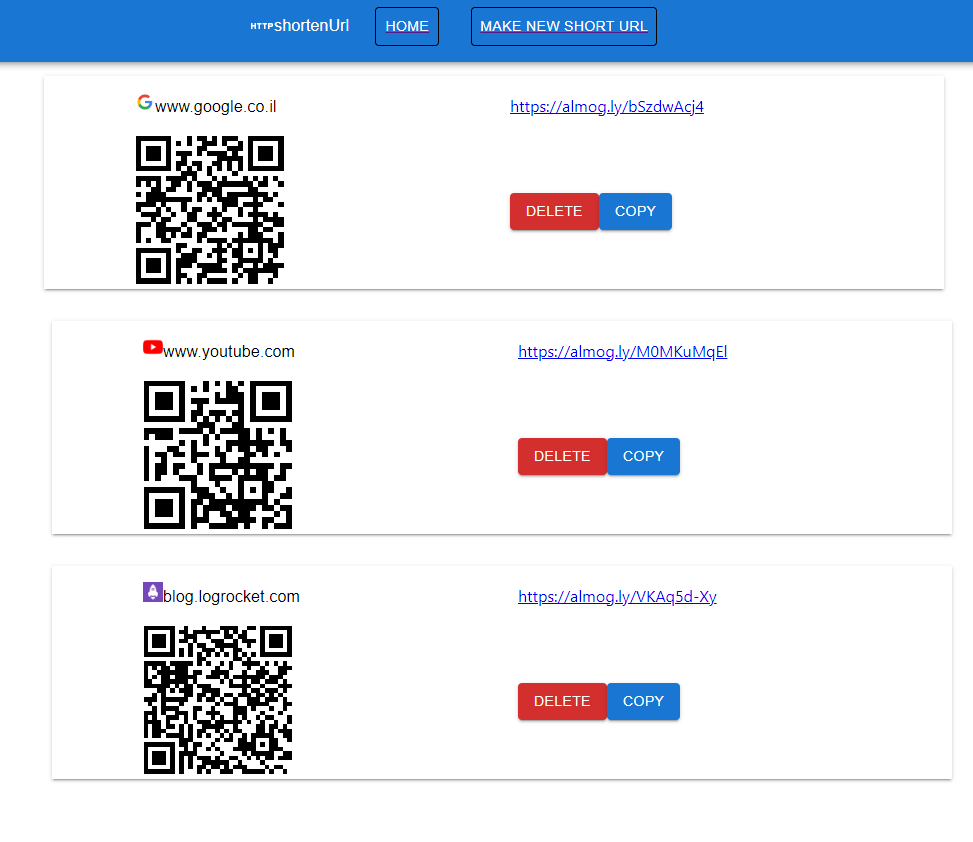 HTTP shortenUrl HOME MAKE NEW SHORT URL
www.google.co.il https://almog.ly/bSzdwAcj4
DELETE COPY
www.youtube.com https://almog.ly/M0MKuMqEl
DELETE COPY
blog.logrocket.com https://almog.ly/VKAq5d-Xy
DELETE COPY